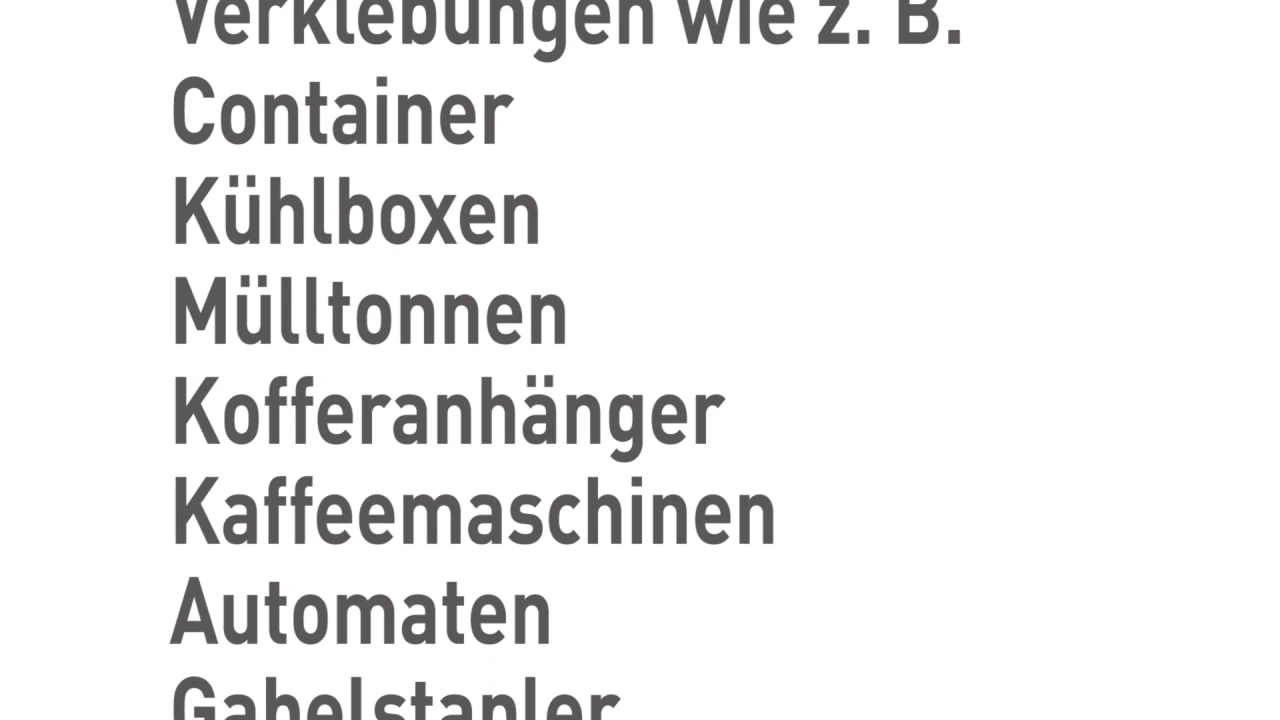 Verklebungen wie z. B.
Container
Kühlboxen
Mülltonnen
Kofferanhänger
Kaffeemaschinen
Automaten
Gabelstapler